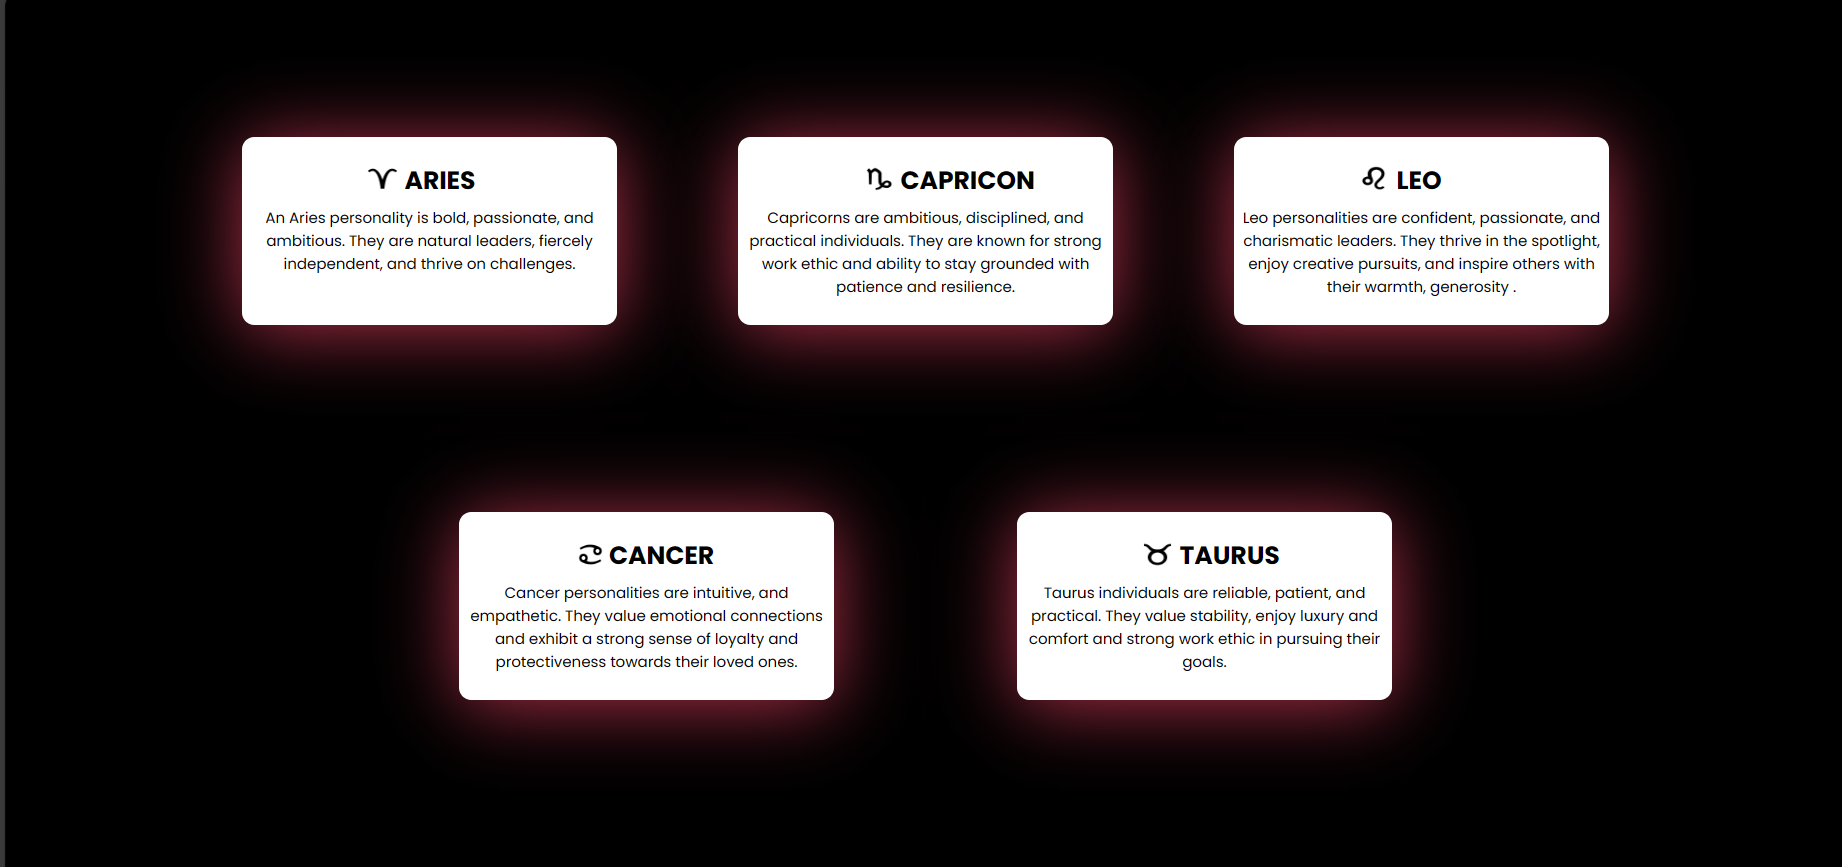 ♈ ARIES
An Aries personality is bold, passionate, and
ambitious. They are natural leaders, fiercely
independent, and thrive on challenges.
♑ CAPRICON
Capricorns are ambitious, disciplined, and
practical individuals. They are known for strong
work ethic and ability to stay grounded with
patience and resilience.
♌ LEO
Leo personalities are confident, passionate, and
charismatic leaders. They thrive in the spotlight,
enjoy creative pursuits, and inspire others with
their warmth, generosity .
♋ CANCER
Cancer personalities are intuitive, and
empathetic. They value emotional connections
and exhibit a strong sense of loyalty and
protectiveness towards their loved ones.
♉ TAURUS
Taurus individuals are reliable, patient, and
practical. They value stability, enjoy luxury and
comfort and strong work ethic in pursuing their
goals.